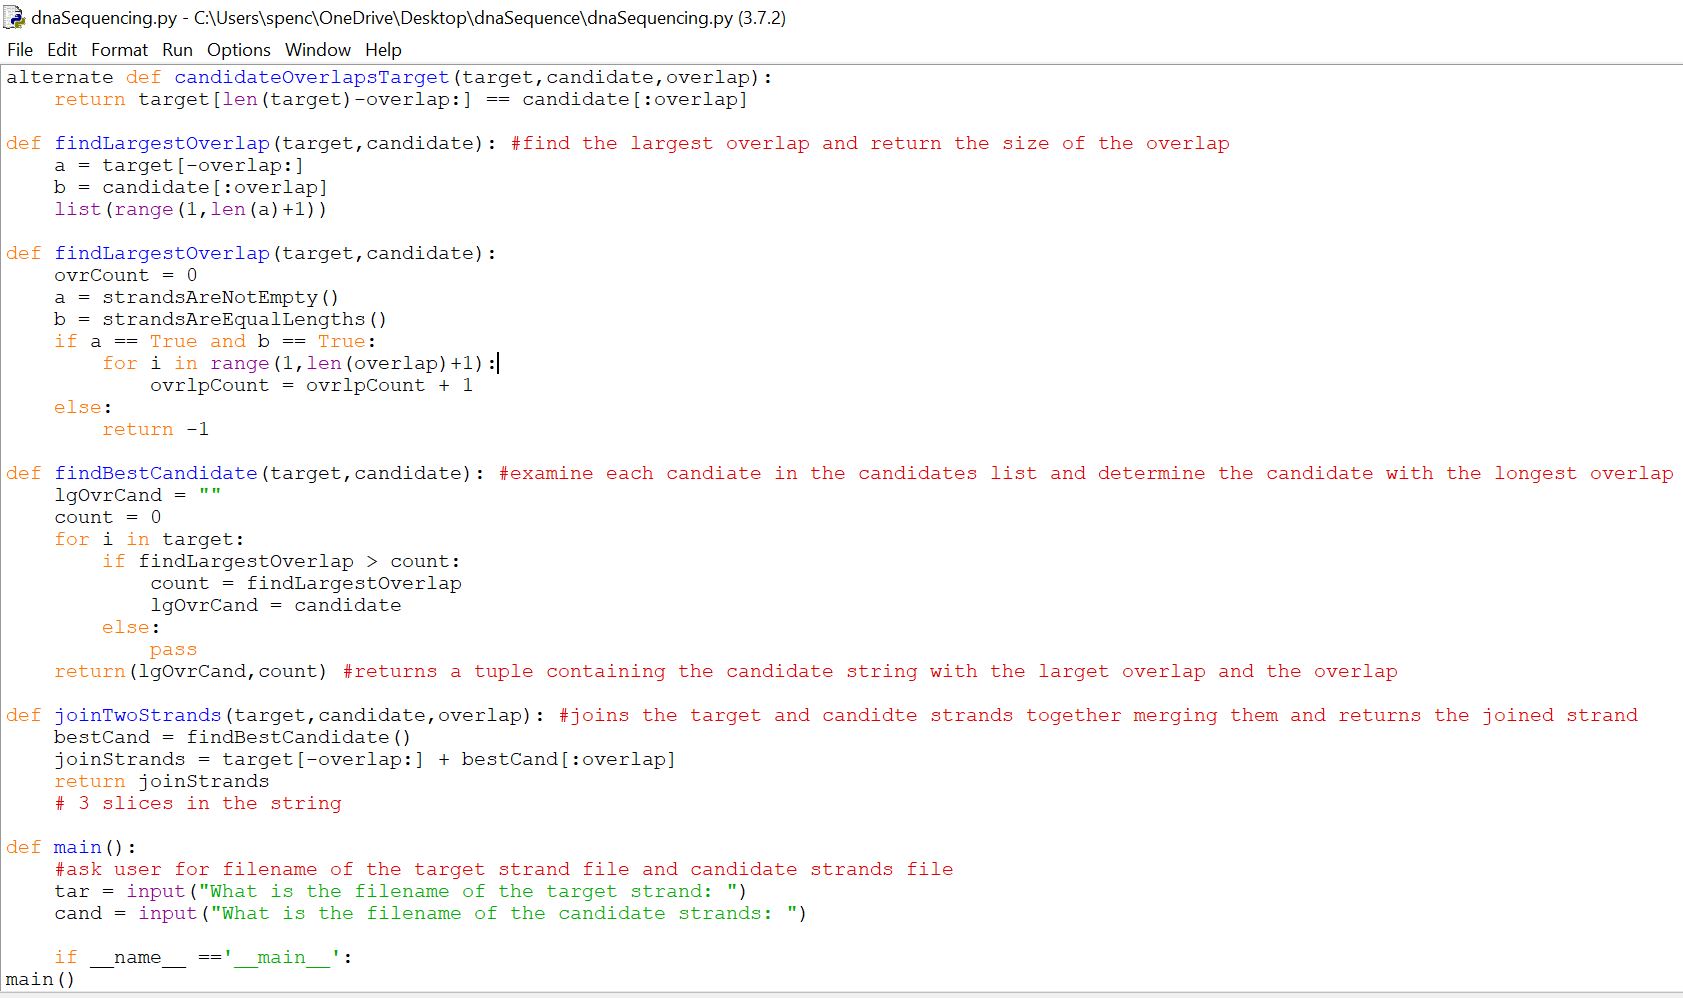 dnaSequencing.py - C:\Users\spenc\OneDrive\Desktop\dnaSequence\dnaSequencing.py (3.7.2)
File Edit Format Run Options Window Help
alternate def candidateOverlapsTarget(target,candidate,overlap):
    return target[len(target)-overlap:] == candidate[:overlap]

def findLargestOverlap(target,candidate): #find the largest overlap and return the size of the overlap
    a = target[-overlap:]
    b = candidate[:overlap]
    list(range(1,len(a)+1))

def findLargestOverlap(target,candidate):
    ovrCount = 0
    a = strandsAreNotEmpty()
    b = strandsAreEqualLengths()
    if a == True and b == True:
        for i in range(1,len(overlap)+1):
            ovrlpCount = ovrlpCount + 1
    else:
        return -1

def findBestCandidate(target,candidate): #examine each candiate in the candidates list and determine the candidate with the longest overlap
    lgOvrCand = ""
    count = 0
    for i in target:
        if findLargestOverlap > count:
            count = findLargestOverlap
            lgOvrCand = candidate
        else:
            pass
    return(lgOvrCand,count) #returns a tuple containing the candidate string with the larget overlap and the overlap

def joinTwoStrands(target,candidate,overlap): #joins the target and candidte strands together merging them and returns the joined strand
    bestCand = findBestCandidate()
    joinStrands = target[-overlap:] + bestCand[:overlap]
    return joinStrands
    # 3 slices in the string

def main():
    #ask user for filename of the target strand file and candidate strands file
    tar = input("What is the filename of the target strand: ")
    cand = input("What is the filename of the candidate strands: ")

    if __name__ =='__main__':
main()